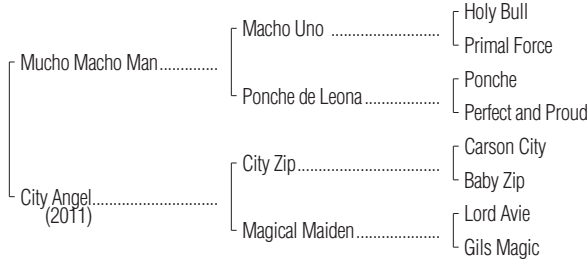 Holy Bull
Macho Uno ....................
Primal Force
Mucho Macho Man..............
Ponche
Ponche de Leona..................
Perfect and Proud
Carson City
City Zip..................................
Baby Zip
City Angel..............................
(2011)
Lord Avie
Magical Maiden....................
Gils Magic